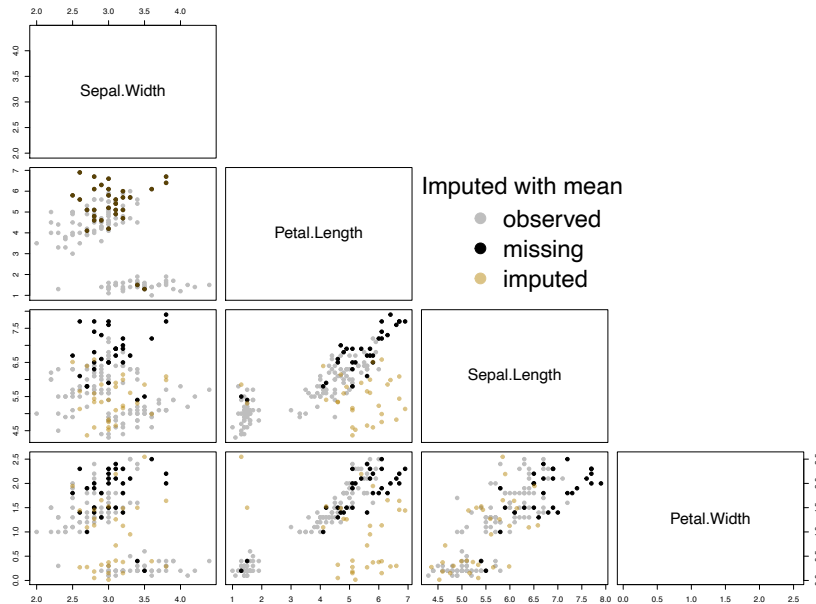 2.0 2.5 3.0 3.5 4.0
2.0 2.5 3.0 3.5 4.0
Sepal.Width
1 2 3 4 5 6 7
Petal.Length
Imputed with mean
observed
missing
imputed
4.5 5.5 6.5 7.5
Sepal.Length
0.0 0.5 1.0 1.5 2.0 2.5
Petal.Width
2.0 2.5 3.0 3.5 4.0
1 2 3 4 5 6 7
4.5 5.0 5.5 6.0 6.5 7.0 7.5 8.0
0.0 0.5 1.0 1.5 2.0 2.5